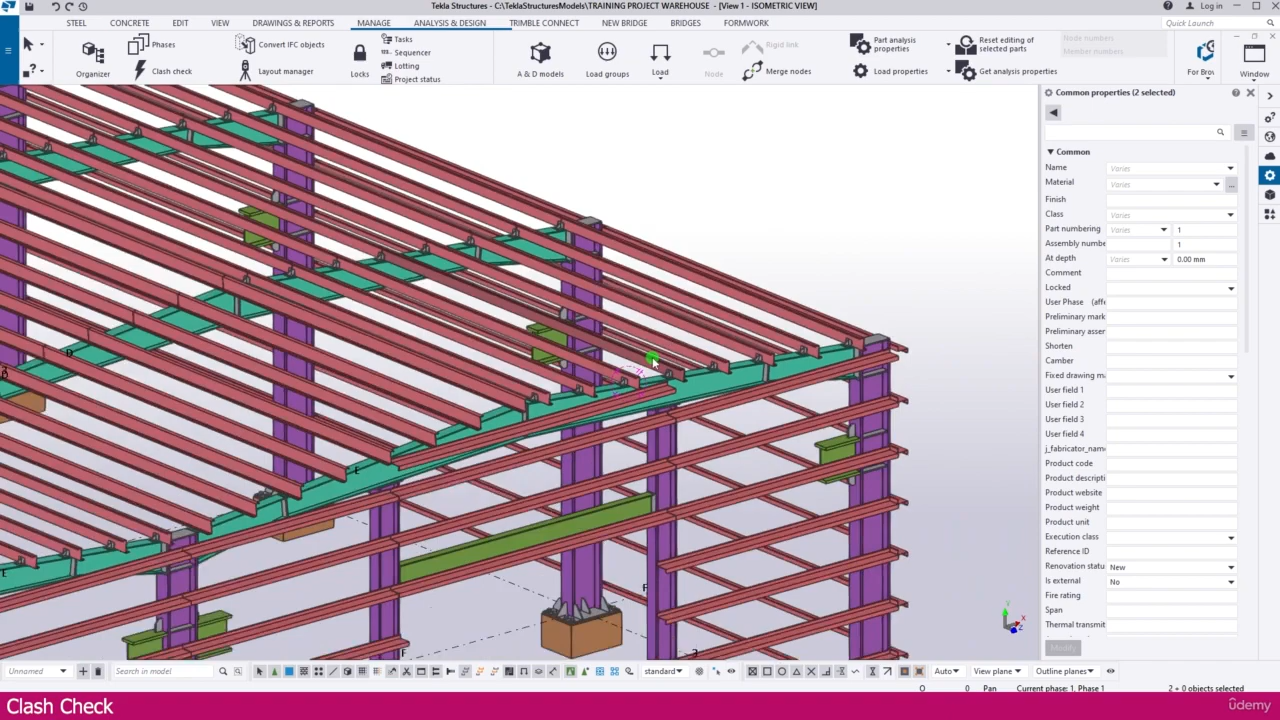 Tekla Structures - C:\TeklaStructuresModels\TRAINING PROJECT WAREHOUSE - [View 1 - ISOMETRIC VIEW]
Log in
STEEL CONCRETE EDIT VIEW DRAWINGS & REPORTS MANAGE ANALYSIS & DESIGN TRIMBLE CONNECT NEW BRIDGE BRIDGES FORMWORK
Quick Launch
Organizer
Phases
Clash check
Convert IFC objects
Layout manager
Locks
Tasks
Sequencer
Lotting
Project status
A & D models
Load groups
Load
Node
Rigid link
Merge nodes
Part analysis properties
Load properties
Reset editing of selected parts
Get analysis properties
Node numbers
Member numbers
For Brov
Window
Common properties (2 selected)
Common
Name Varies
Material Varies ...
Finish
Class Varies
Part numbering Varies 1
Assembly numbe 1
At depth Varies 0.00 mm
Comment
Locked
User Phase (affe
Preliminary mark
Preliminary asser
Shorten
Camber
Fixed drawing ma
User field 1
User field 2
User field 3
User field 4
j_fabricator_name
Product code
Product descripti
Product website
Product weight
Product unit
Execution class
Reference ID
Renovation statu New
Is external No
Fire rating
Span
Thermal transmit
Modify
D
E
E
F
F
Y
X
Z
Unnamed
Search in model
standard
Auto
View plane
Outline planes
O 0 Pan Current phase: 1, Phase 1 2 + 0 objects selected
Clash Check
ûdemy